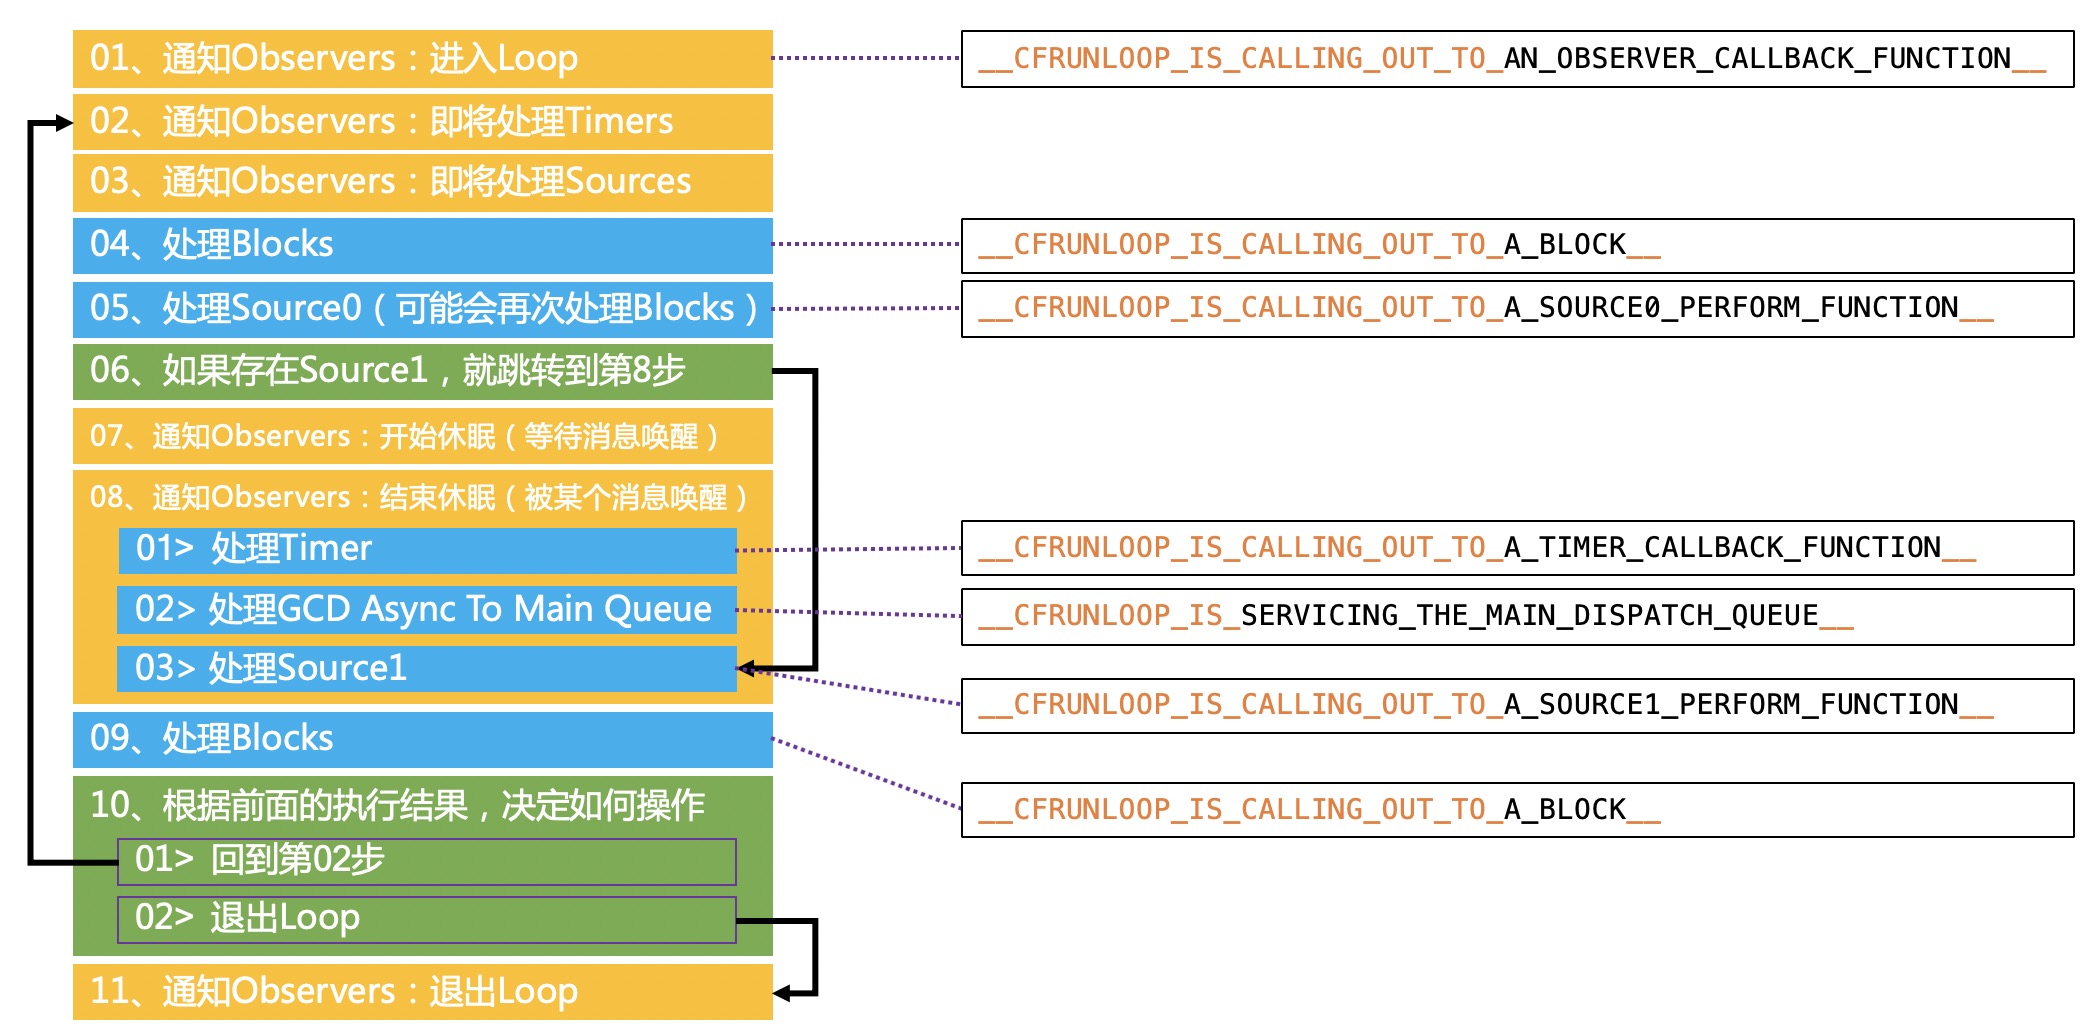 01、通知Observers：进入Loop
__CFRUNLOOP_IS_CALLING_OUT_TO_AN_OBSERVER_CALLBACK_FUNCTION__
02、通知Observers：即将处理Timers
03、通知Observers：即将处理Sources
04、处理Blocks
__CFRUNLOOP_IS_CALLING_OUT_TO_A_BLOCK__
05、处理Source0（可能会再次处理Blocks）
__CFRUNLOOP_IS_CALLING_OUT_TO_A_SOURCE0_PERFORM_FUNCTION__
06、如果存在Source1，就跳转到第8步
07、通知Observers：开始休眠（等待消息唤醒）
08、通知Observers：结束休眠（被某个消息唤醒）
01> 处理Timer
__CFRUNLOOP_IS_CALLING_OUT_TO_A_TIMER_CALLBACK_FUNCTION__
02> 处理GCD Async To Main Queue
__CFRUNLOOP_IS_SERVICING_THE_MAIN_DISPATCH_QUEUE__
03> 处理Source1
__CFRUNLOOP_IS_CALLING_OUT_TO_A_SOURCE1_PERFORM_FUNCTION__
09、处理Blocks
__CFRUNLOOP_IS_CALLING_OUT_TO_A_BLOCK__
10、根据前面的执行结果，决定如何操作
01> 回到第02步
02> 退出Loop
11、通知Observers：退出Loop